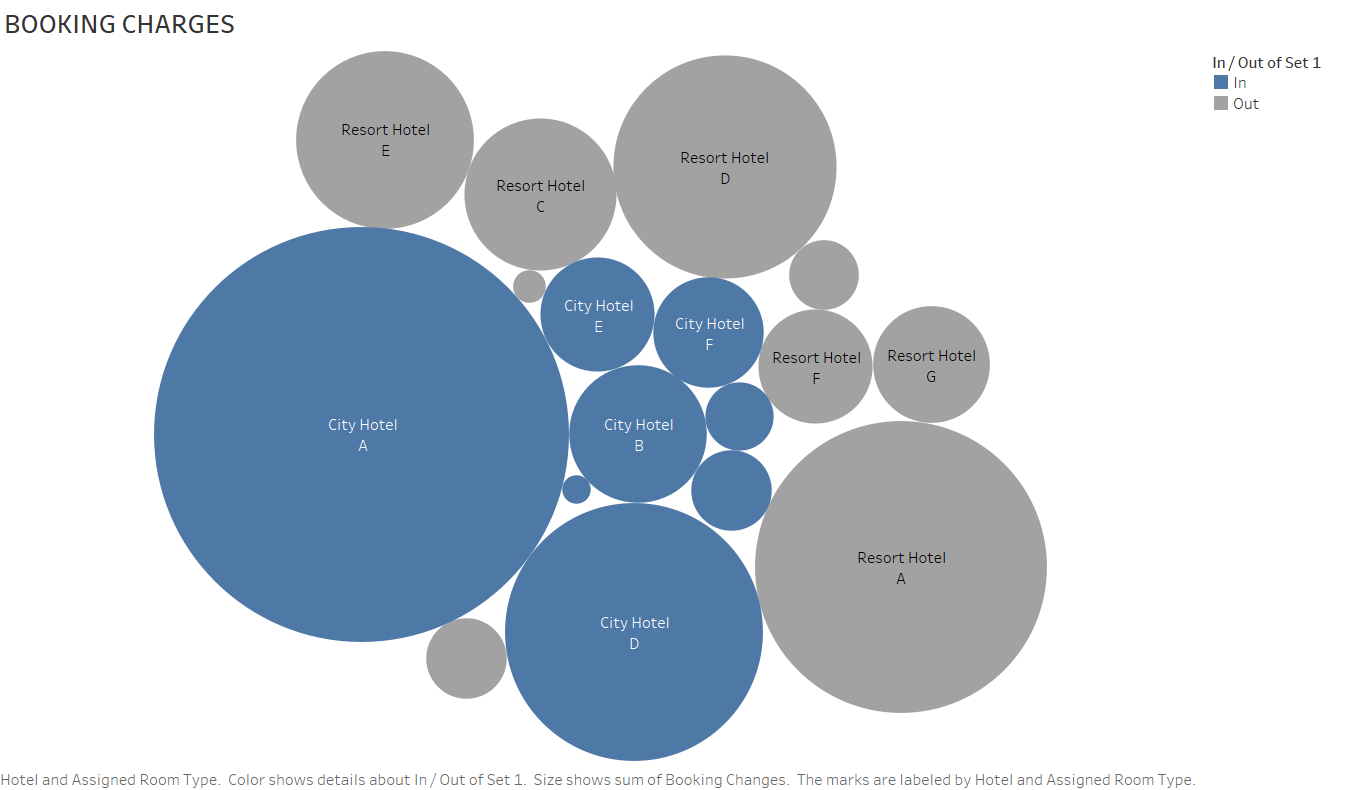 BOOKING CHARGES
In / Out of Set 1
In
Out
Resort Hotel
E
Resort Hotel
C
Resort Hotel
D
City Hotel
E
City Hotel
F
Resort Hotel
F
Resort Hotel
G
City Hotel
A
City Hotel
B
Resort Hotel
A
City Hotel
D
Hotel and Assigned Room Type.  Color shows details about In / Out of Set 1.  Size shows sum of Booking Changes.  The marks are labeled by Hotel and Assigned Room Type.